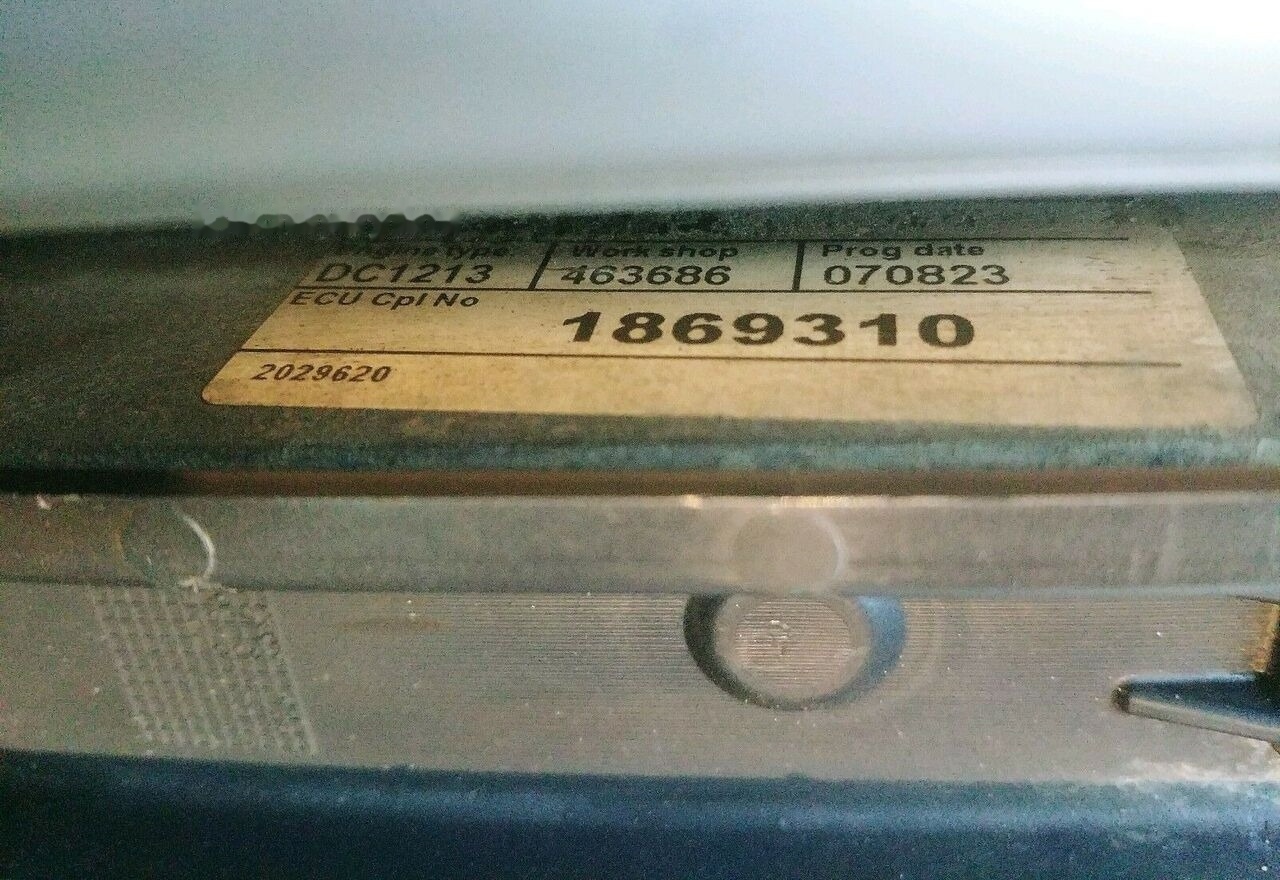 Engine type Work shop Prog date
DC1213 463686 070823
ECU Cpl No
1869310
2029620